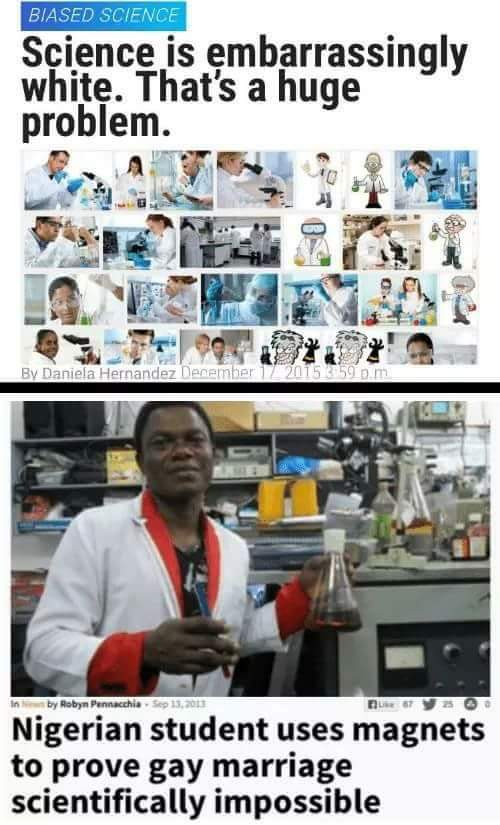 BIASED SCIENCE
Science is embarrassingly
white. That's a huge
problem.
By Daniela Hernandez December 17 2015 3:59 p.m.
In News by Robyn Pennacchia - Sep 13, 2013
Like 67 25 0
Nigerian student uses magnets
to prove gay marriage
scientifically impossible